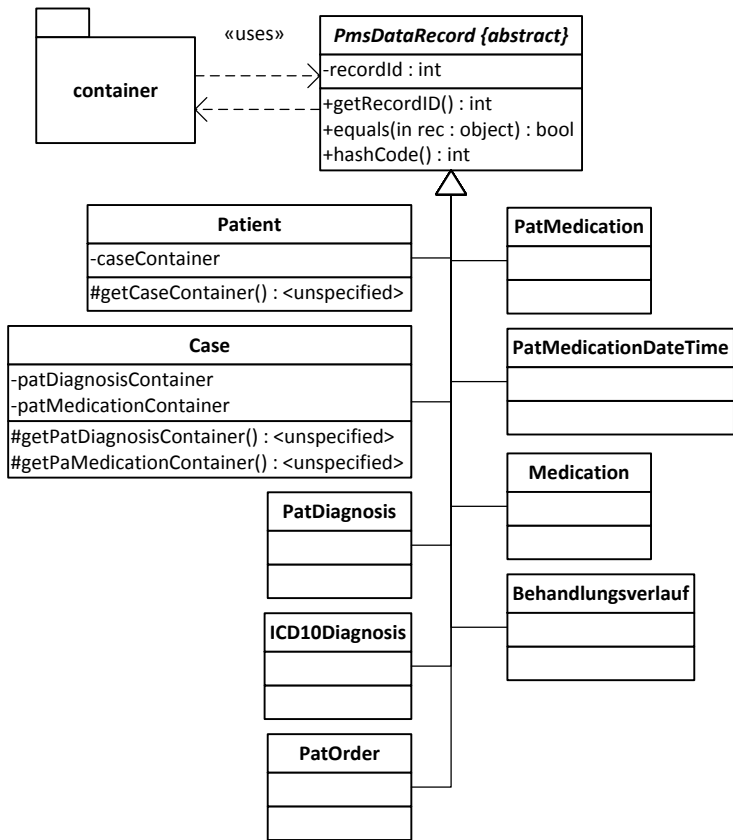 «uses»
container
PmsDataRecord {abstract}
-recordId : int
+getRecordID() : int
+equals(in rec : object) : bool
+hashCode() : int
Patient
-caseContainer
#getCaseContainer() : <unspecified>
PatMedication
Case
-patDiagnosisContainer
-patMedicationContainer
#getPatDiagnosisContainer() : <unspecified>
#getPaMedicationContainer() : <unspecified>
PatMedicationDateTime
Medication
PatDiagnosis
Behandlungsverlauf
ICD10Diagnosis
PatOrder